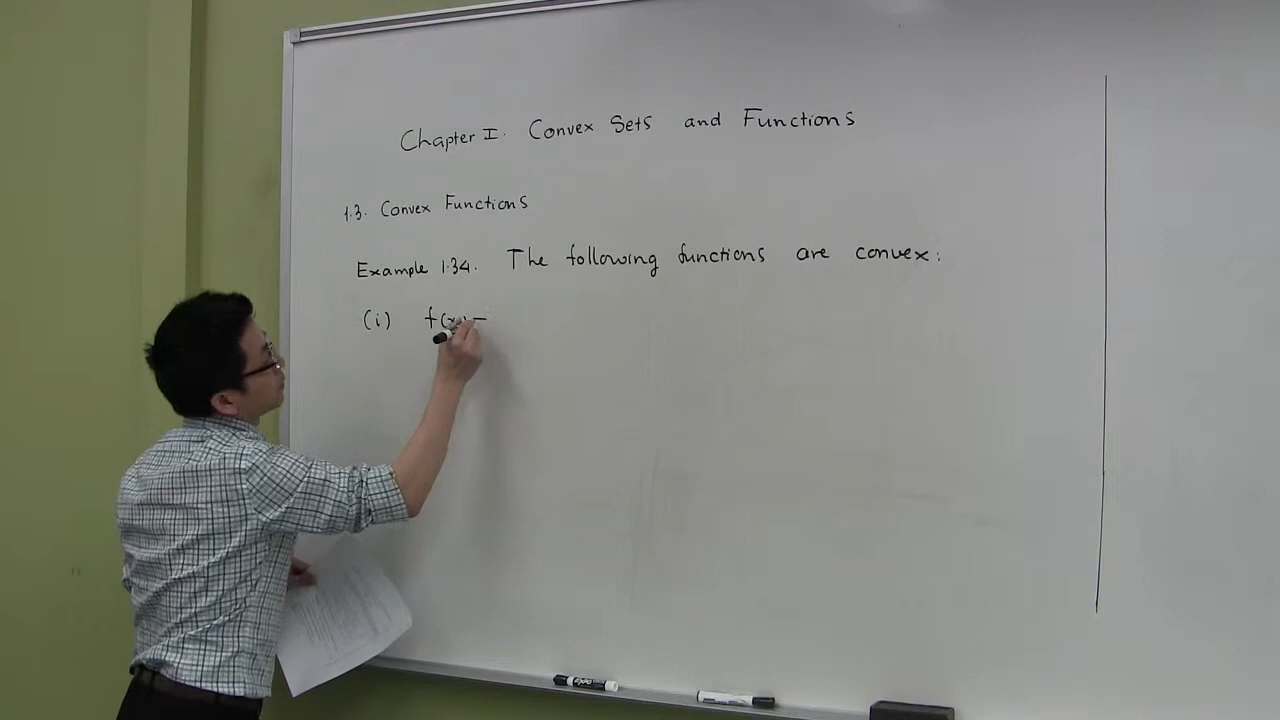 Chapter I. Convex Sets and Functions
1.3. Convex Functions
Example 1.34. The following functions are convex:
(i) f(x) =